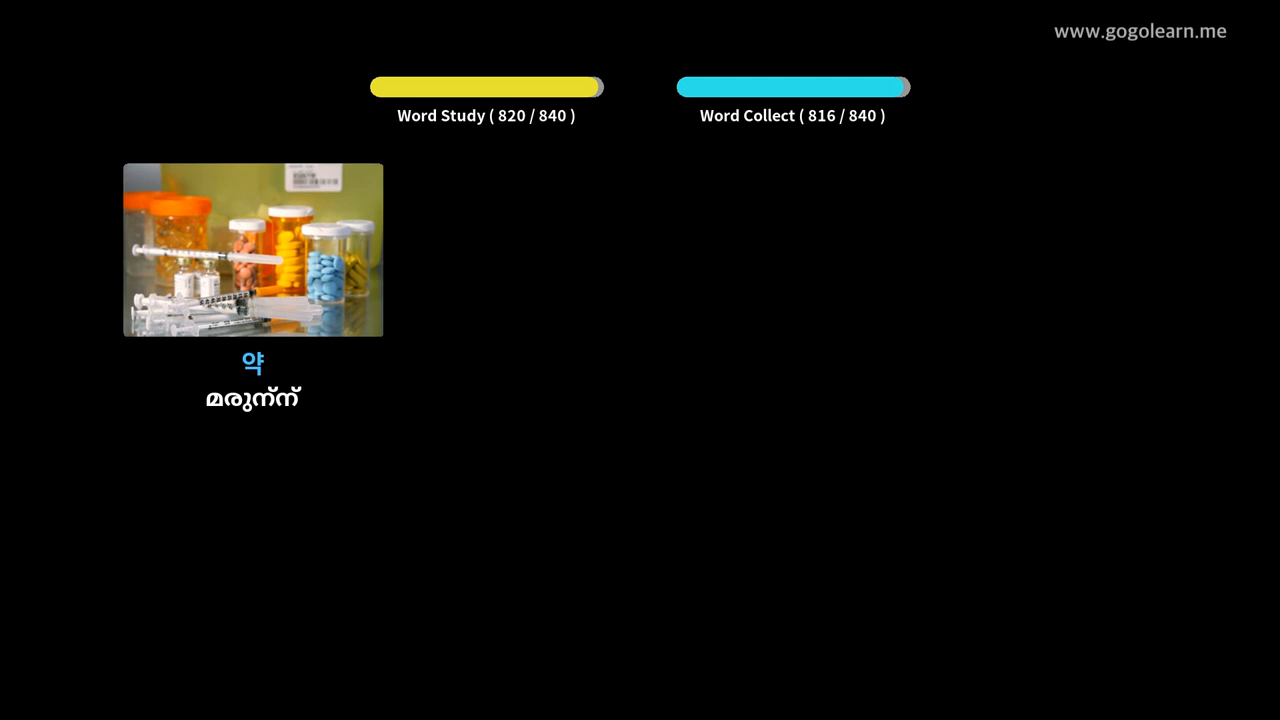 www.gogolearn.me
Word Study ( 820 / 840 )
Word Collect ( 816 / 840 )
약
മരുന്ന്